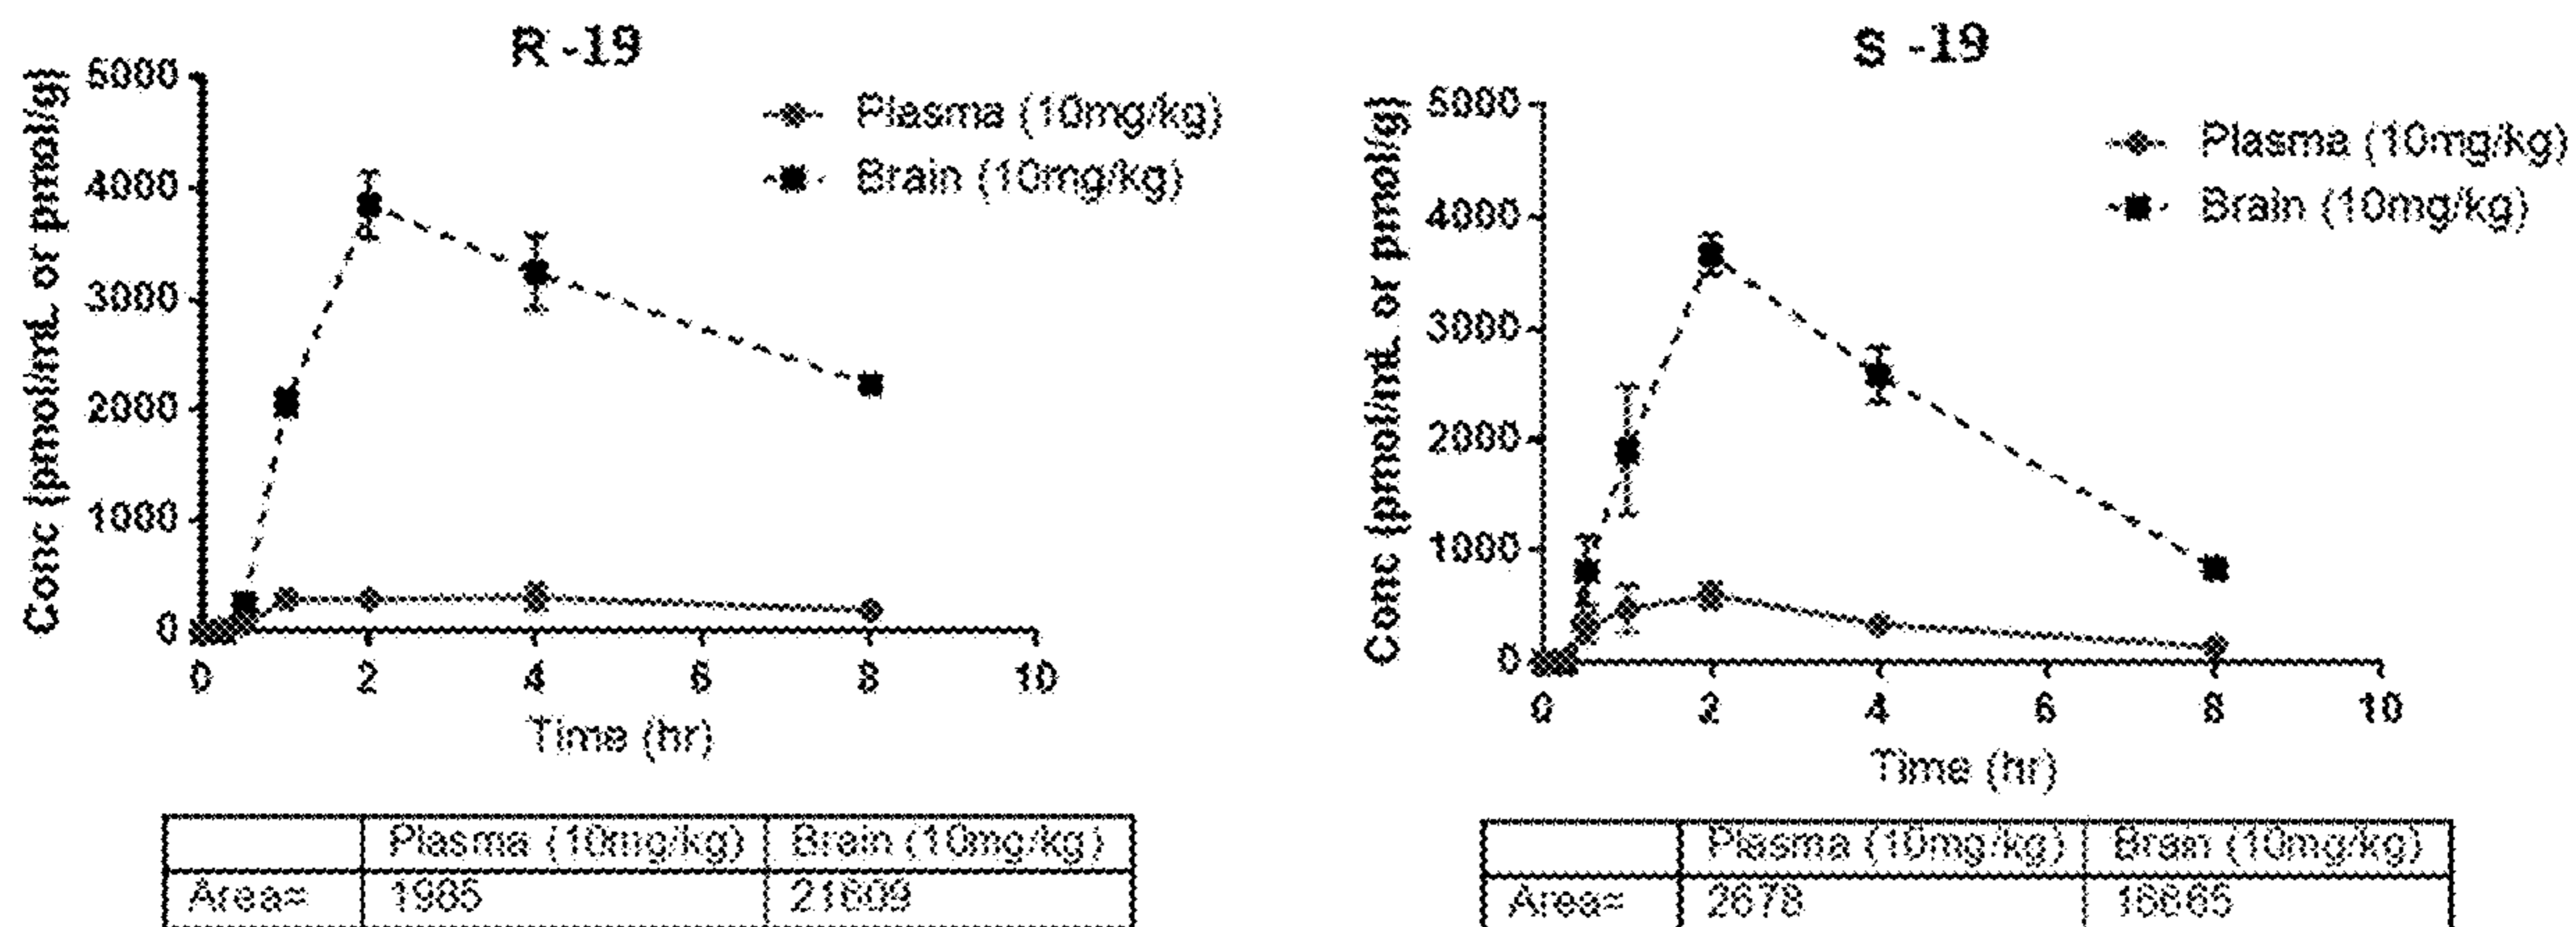 R -19
S -19
Conc (pmol/mL or pmol/g)
5000
4000
3000
2000
1000
0
0 2 4 6 8 10
Time (hr)
Plasma (10mg/kg)
Brain (10mg/kg)
Conc (pmol/mL or pmol/g)
5000
4000
3000
2000
1000
0
0 2 4 6 8 10
Time (hr)
Plasma (10mg/kg)
Brain (10mg/kg)
Plasma (10mg/kg) Brain (10mg/kg)
Area=
Plasma (10mg/kg) Brain (10mg/kg)
Area= 2678